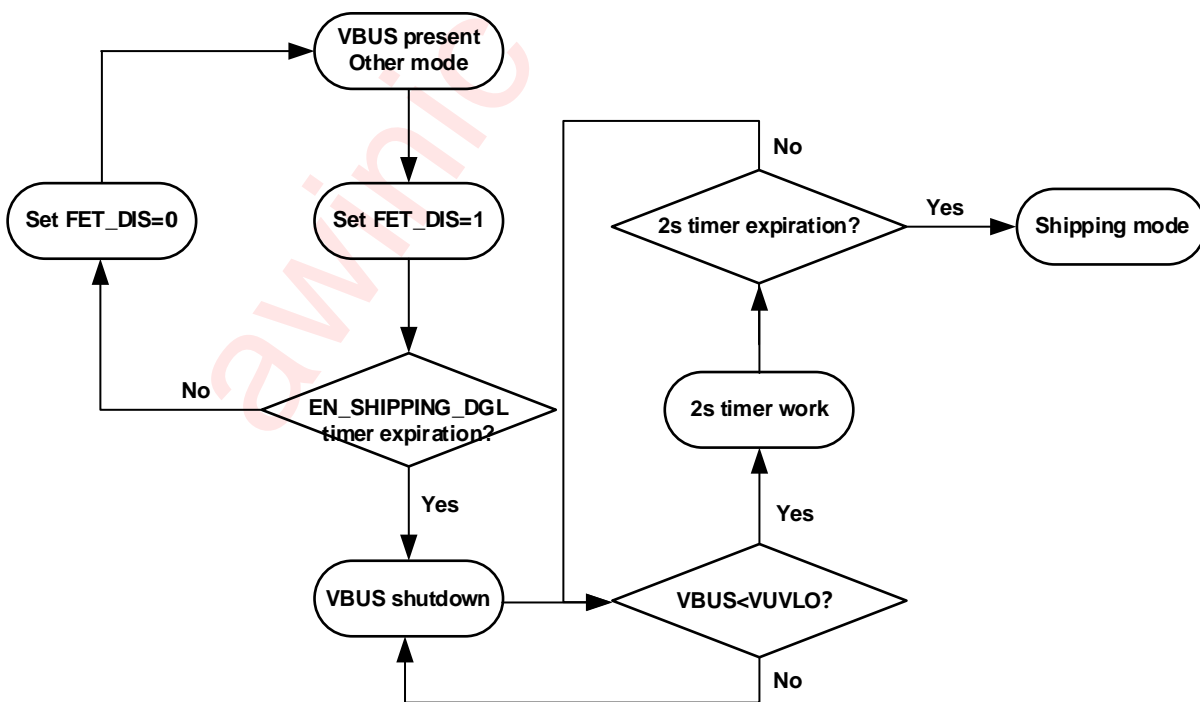 VBUS present
Other mode
Set FET_DIS=0
Set FET_DIS=1
No
EN_SHIPPING_DGL
timer expiration?
Yes
VBUS shutdown
VBUS<VUVLO?
No
Yes
2s timer work
2s timer expiration?
No
Yes
Shipping mode
awinic